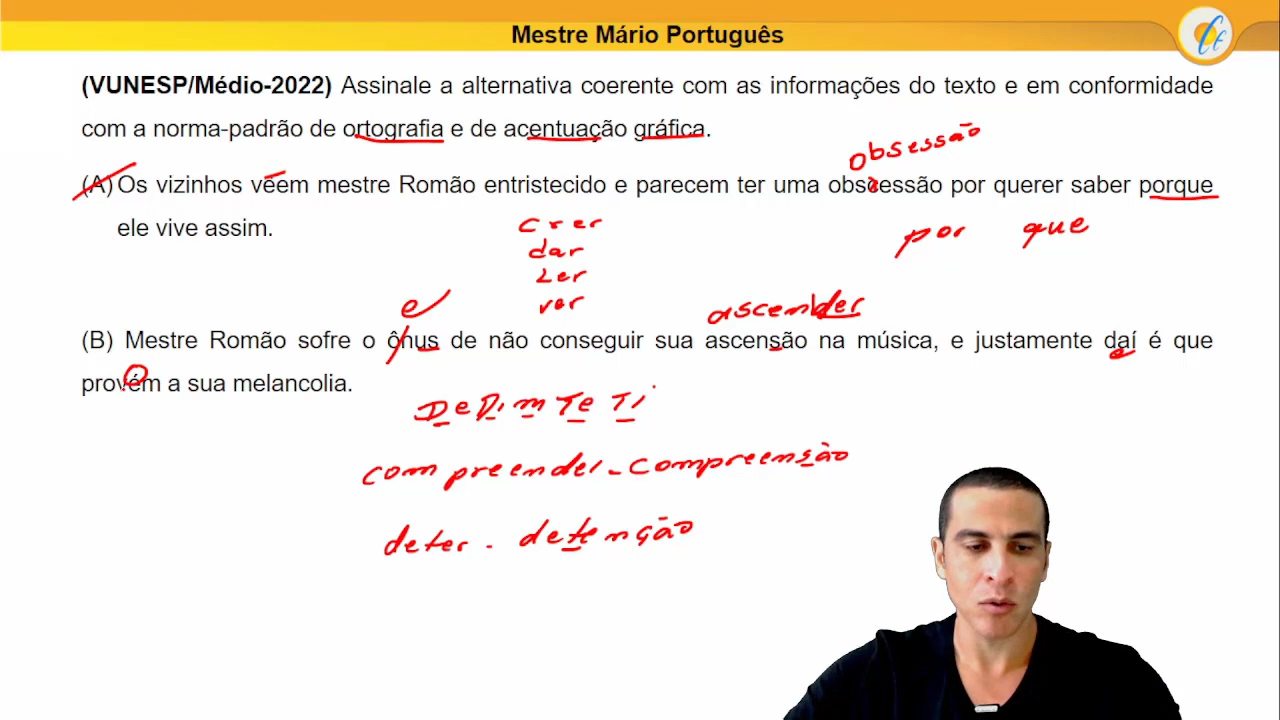 Mestre Mário Português
(VUNESP/Médio-2022) Assinale a alternativa coerente com as informações do texto e em conformidade
com a norma-padrão de ortografia e de acentuação gráfica.
obsessão
(A) Os vizinhos vêem mestre Romão entristecido e parecem ter uma obscessão por querer saber porque
ele vive assim.
crer
dar
Ler
ver
por que
e
ascender
(B) Mestre Romão sofre o ônus de não conseguir sua ascensão na música, e justamente daí é que
provém a sua melancolia.
DeDimTeTi
compreender - compreensão
deter - detenção